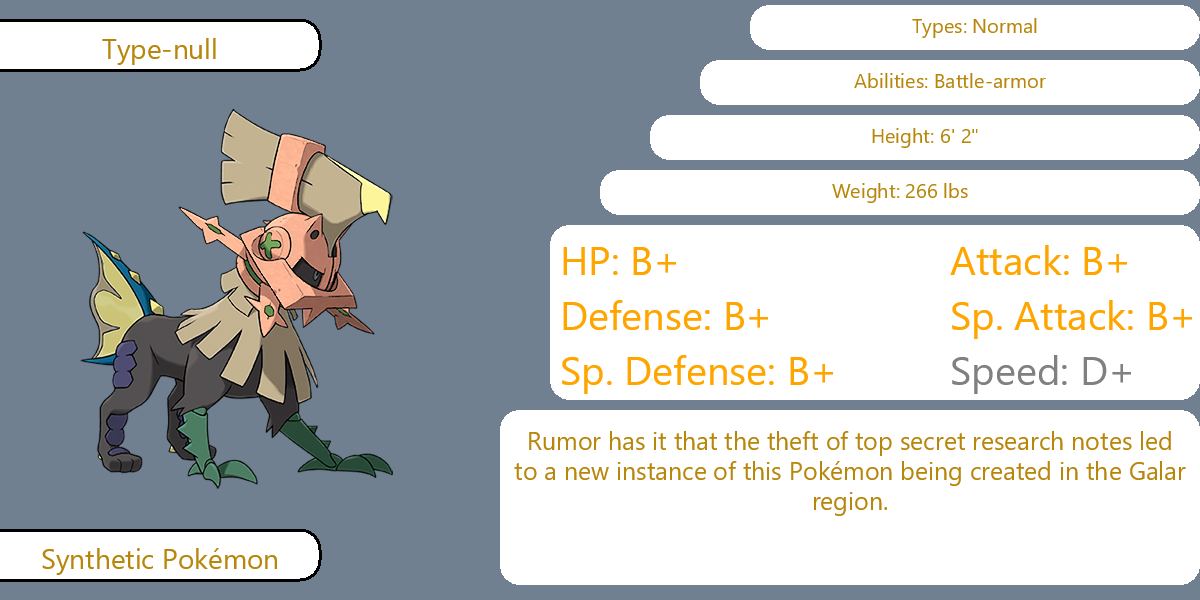 Type-null
Types: Normal
Abilities: Battle-armor
Height: 6' 2"
Weight: 266 lbs
HP: B+
Attack: B+
Defense: B+
Sp. Attack: B+
Sp. Defense: B+
Speed: D+
Rumor has it that the theft of top secret research notes led
to a new instance of this Pokémon being created in the Galar
region.
Synthetic Pokémon